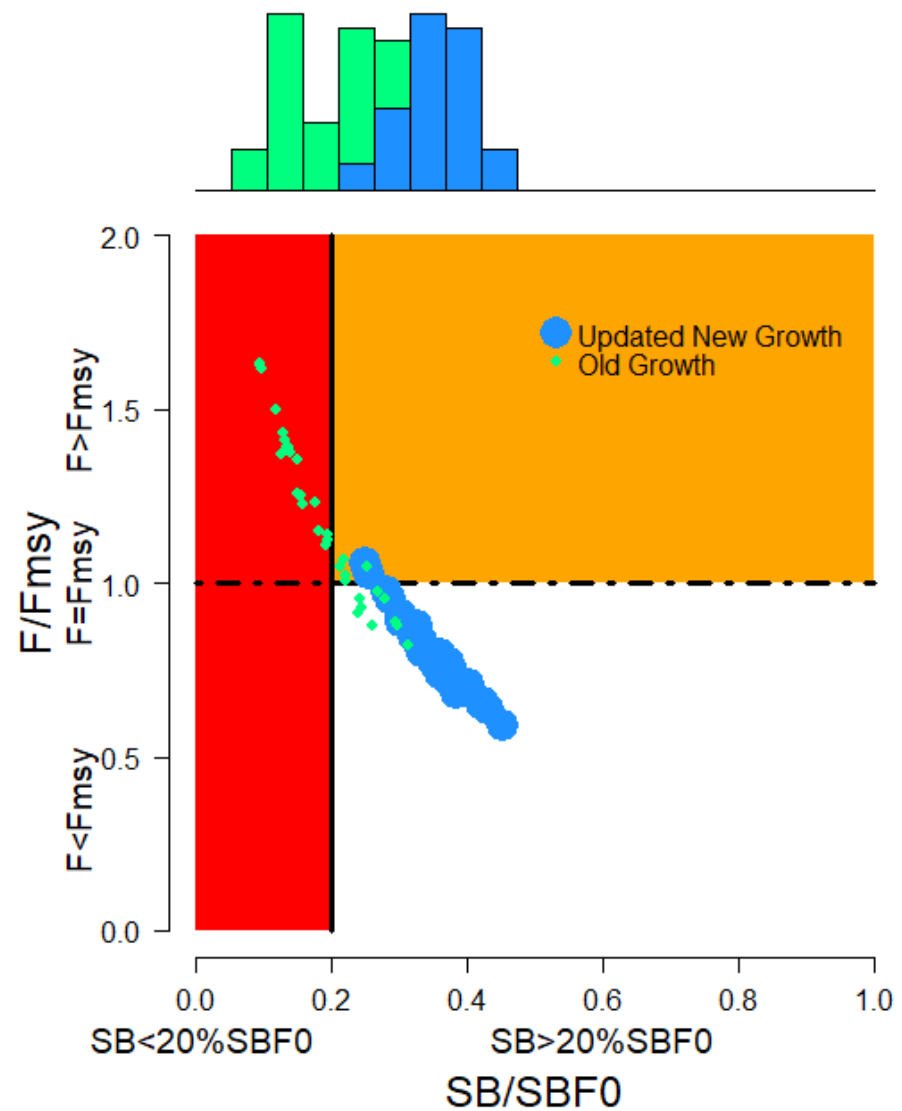 2.0
1.5
1.0
0.5
0.0
F/Fmsy
F>Fmsy
F=Fmsy
F<Fmsy
Updated New Growth
Old Growth
0.0 0.2 0.4 0.6 0.8 1.0
SB<20%SBF0 SB>20%SBF0
SB/SBF0